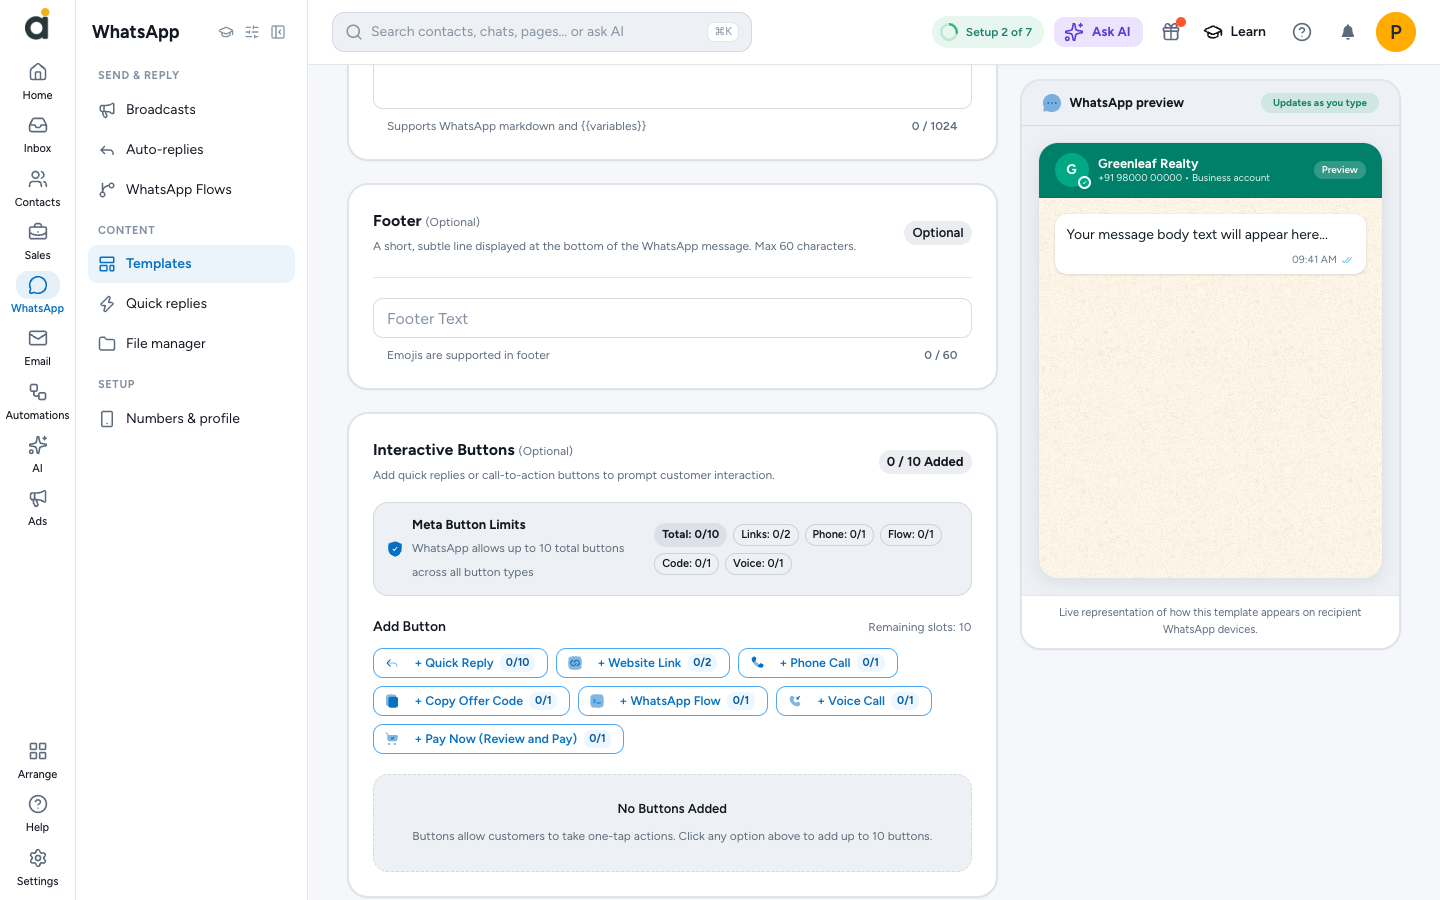 WhatsApp
Search contacts, chats, pages... or ask AI
⌘K
Setup 2 of 7
Ask AI
Learn
P
Home
Inbox
Contacts
Sales
WhatsApp
Email
Automations
AI
Ads
Arrange
Help
Settings
SEND & REPLY
Broadcasts
Auto-replies
WhatsApp Flows
CONTENT
Templates
Quick replies
File manager
SETUP
Numbers & profile
Supports WhatsApp markdown and {{variables}}
0 / 1024
Footer (Optional)
A short, subtle line displayed at the bottom of the WhatsApp message. Max 60 characters.
Optional
Footer Text
Emojis are supported in footer
0 / 60
Interactive Buttons (Optional)
Add quick replies or call-to-action buttons to prompt customer interaction.
0 / 10 Added
Meta Button Limits
WhatsApp allows up to 10 total buttons
across all button types
Total: 0/10
Links: 0/2
Phone: 0/1
Flow: 0/1
Code: 0/1
Voice: 0/1
Add Button
Remaining slots: 10
+ Quick Reply 0/10
+ Website Link 0/2
+ Phone Call 0/1
+ Copy Offer Code 0/1
+ WhatsApp Flow 0/1
+ Voice Call 0/1
+ Pay Now (Review and Pay) 0/1
No Buttons Added
Buttons allow customers to take one-tap actions. Click any option above to add up to 10 buttons.
WhatsApp preview
Updates as you type
G
Greenleaf Realty
+91 98000 00000 • Business account
Preview
Your message body text will appear here...
09:41 AM
Live representation of how this template appears on recipient
WhatsApp devices.